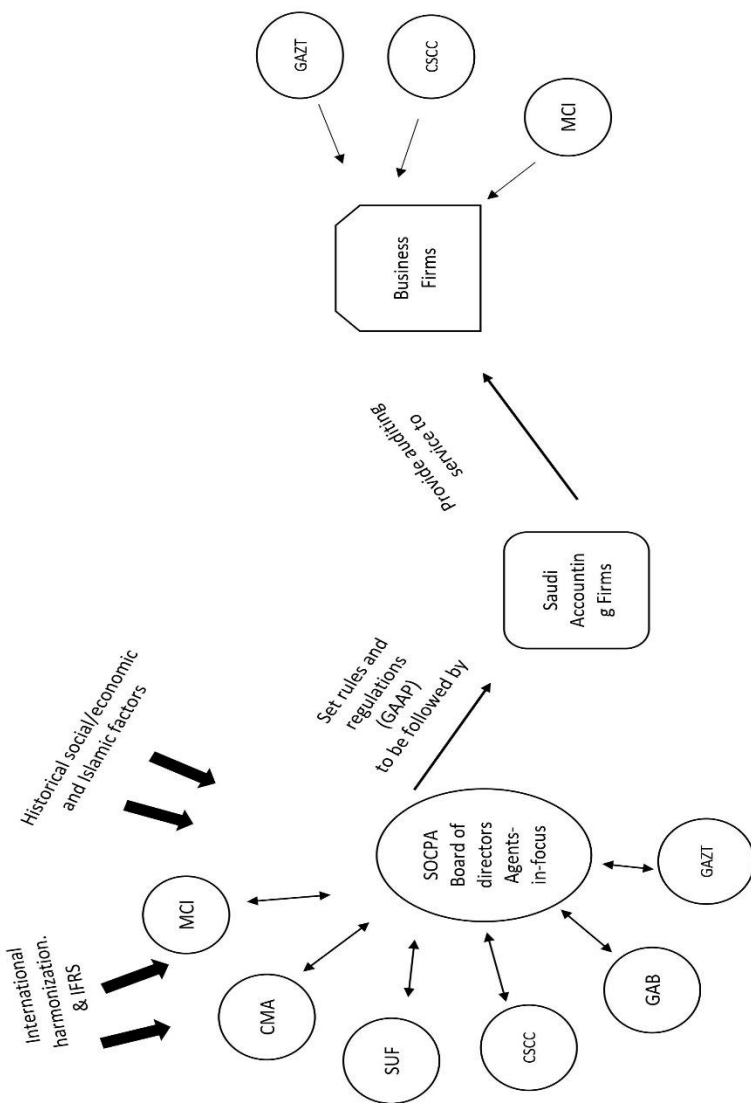 International
harmonization.
& IFRS
Historical social/economic
and Islamic factors
MCI
CMA
SUF
CSCC
GAB
GAZT
SOCPA
Board of
directors
Agents-
in-focus
Set rules and
regulations
(GAAP)
to be followed by
Saudi
Accountin
g Firms
Provide auditing
service to
Business
Firms
GAZT
CSCC
MCI